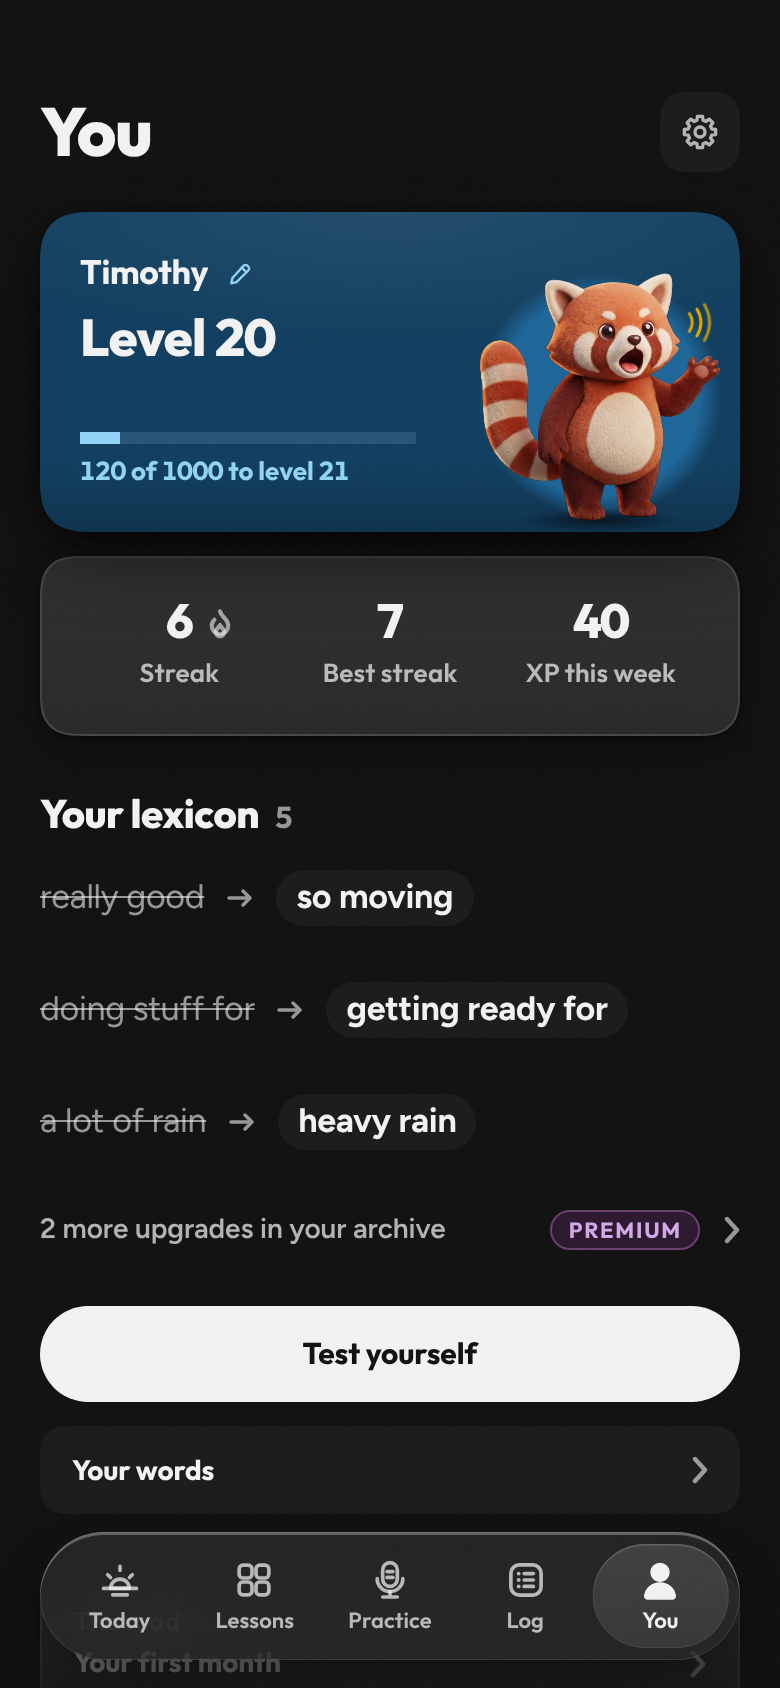 You
Timothy
Level 20
120 of 1000 to level 21
6 7 40
Streak Best streak XP this week
Your lexicon 5
really good → so moving
doing stuff for → getting ready for
a lot of rain → heavy rain
2 more upgrades in your archive PREMIUM
Test yourself
Your words
Today Lessons Practice Log You
Your first month